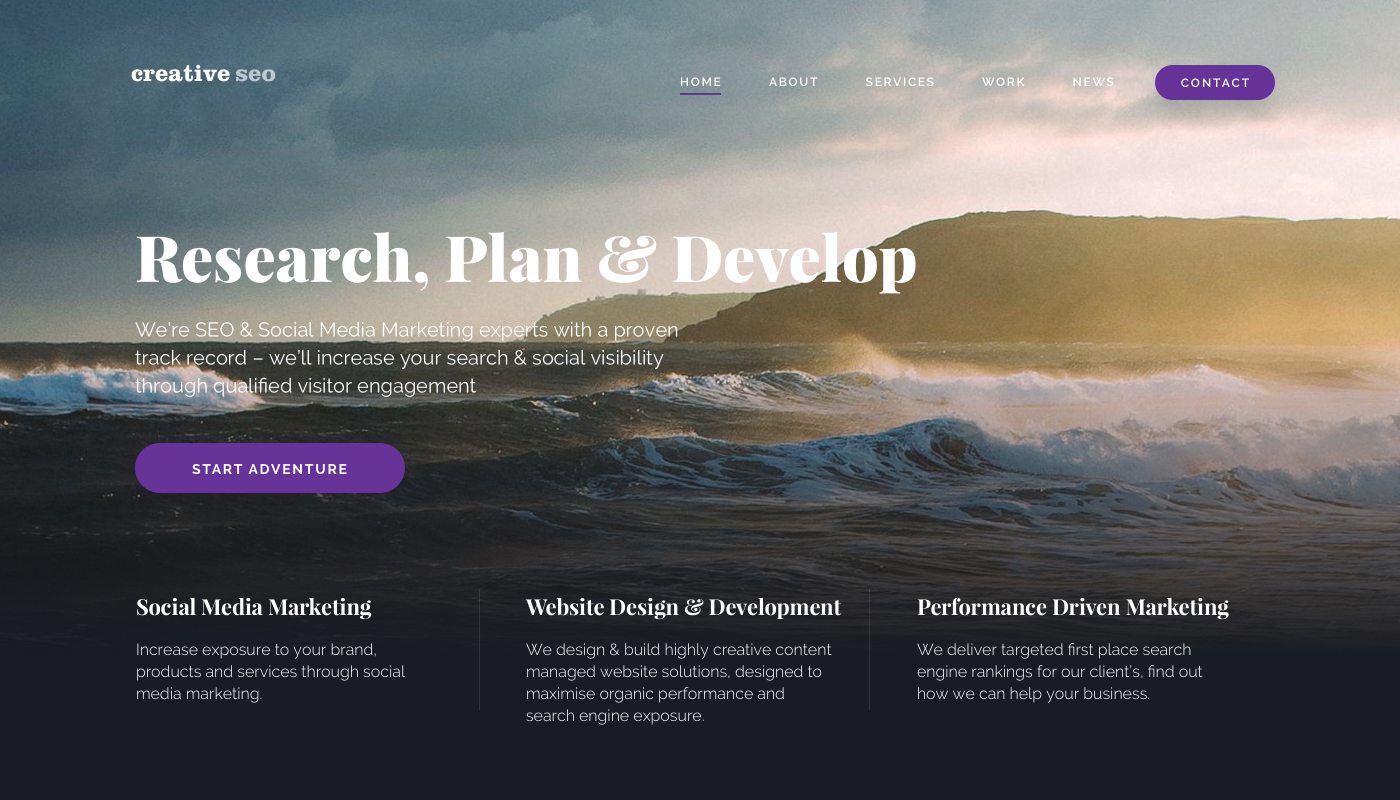 creative seo
HOME
ABOUT
SERVICES
WORK
NEWS
CONTACT
Research, Plan & Develop
We're SEO & Social Media Marketing experts with a proven
track record – we'll increase your search & social visibility
through qualified visitor engagement
START ADVENTURE
Social Media Marketing
Increase exposure to your brand,
products and services through social
media marketing.
Website Design & Development
We design & build highly creative content
managed website solutions, designed to
maximise organic performance and
search engine exposure.
Performance Driven Marketing
We deliver targeted first place search
engine rankings for our client's, find out
how we can help your business.